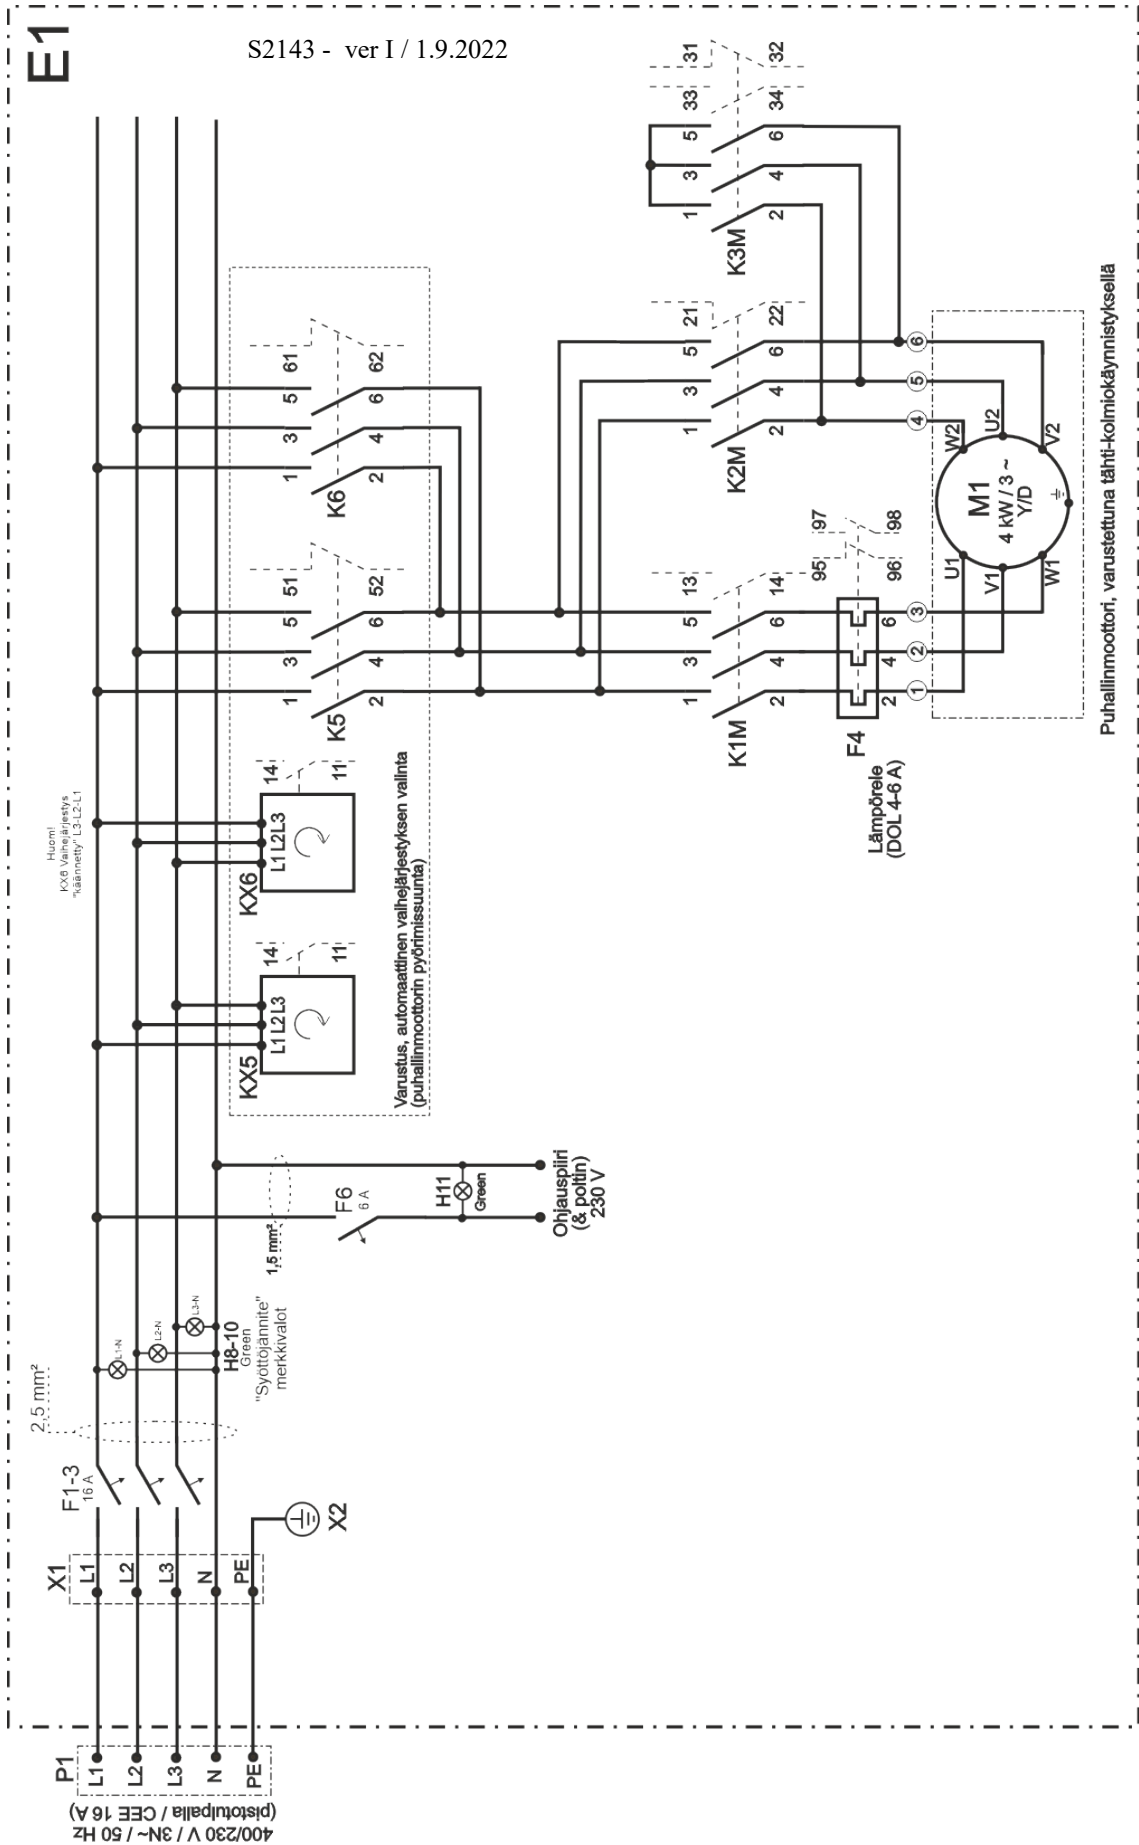 E1
S2143 - ver I / 1.9.2022
400/230 V / 3N~ / 50 Hz
(pistotulpalla / CEE 16 A)
P1
L1
L2
L3
N
PE
X1
L1
L2
L3
N
PE
X2
F1-3
16 A
2,5 mm²
L1-N
L2-N
L3-N
H8-10
Green
"Syöttöjännite"
merkkivalot
1,5 mm²
F6
6 A
H11
Green
Ohjauspiiri
(& poltin)
230 V
KX5
L1 L2 L3
14
11
KX6
L1 L2 L3
14
11
Huom!
KX6 Vaihejärjestys
"käännetty" L3-L2-L1
Varustus, automaattinen vaihejärjestyksen valinta
(puhallinmoottorin pyörimissuunta)
K5
1
3
5
51
2
4
6
52
K6
1
3
5
61
2
4
6
62
K1M
1
3
5
13
2
4
6
14
K2M
1
3
5
21
2
4
6
22
K3M
1
3
5
33
31
2
4
6
34
32
F4
Lämpörele
(DOL 4-6 A)
95
97
96
98
2
4
6
1
2
3
4
5
6
U1
V1
W1
W2
U2
V2
M1
4 kW / 3 ~
Y/D
Puhallinmoottori, varustettuna tähti-kolmiokäynnistyksellä